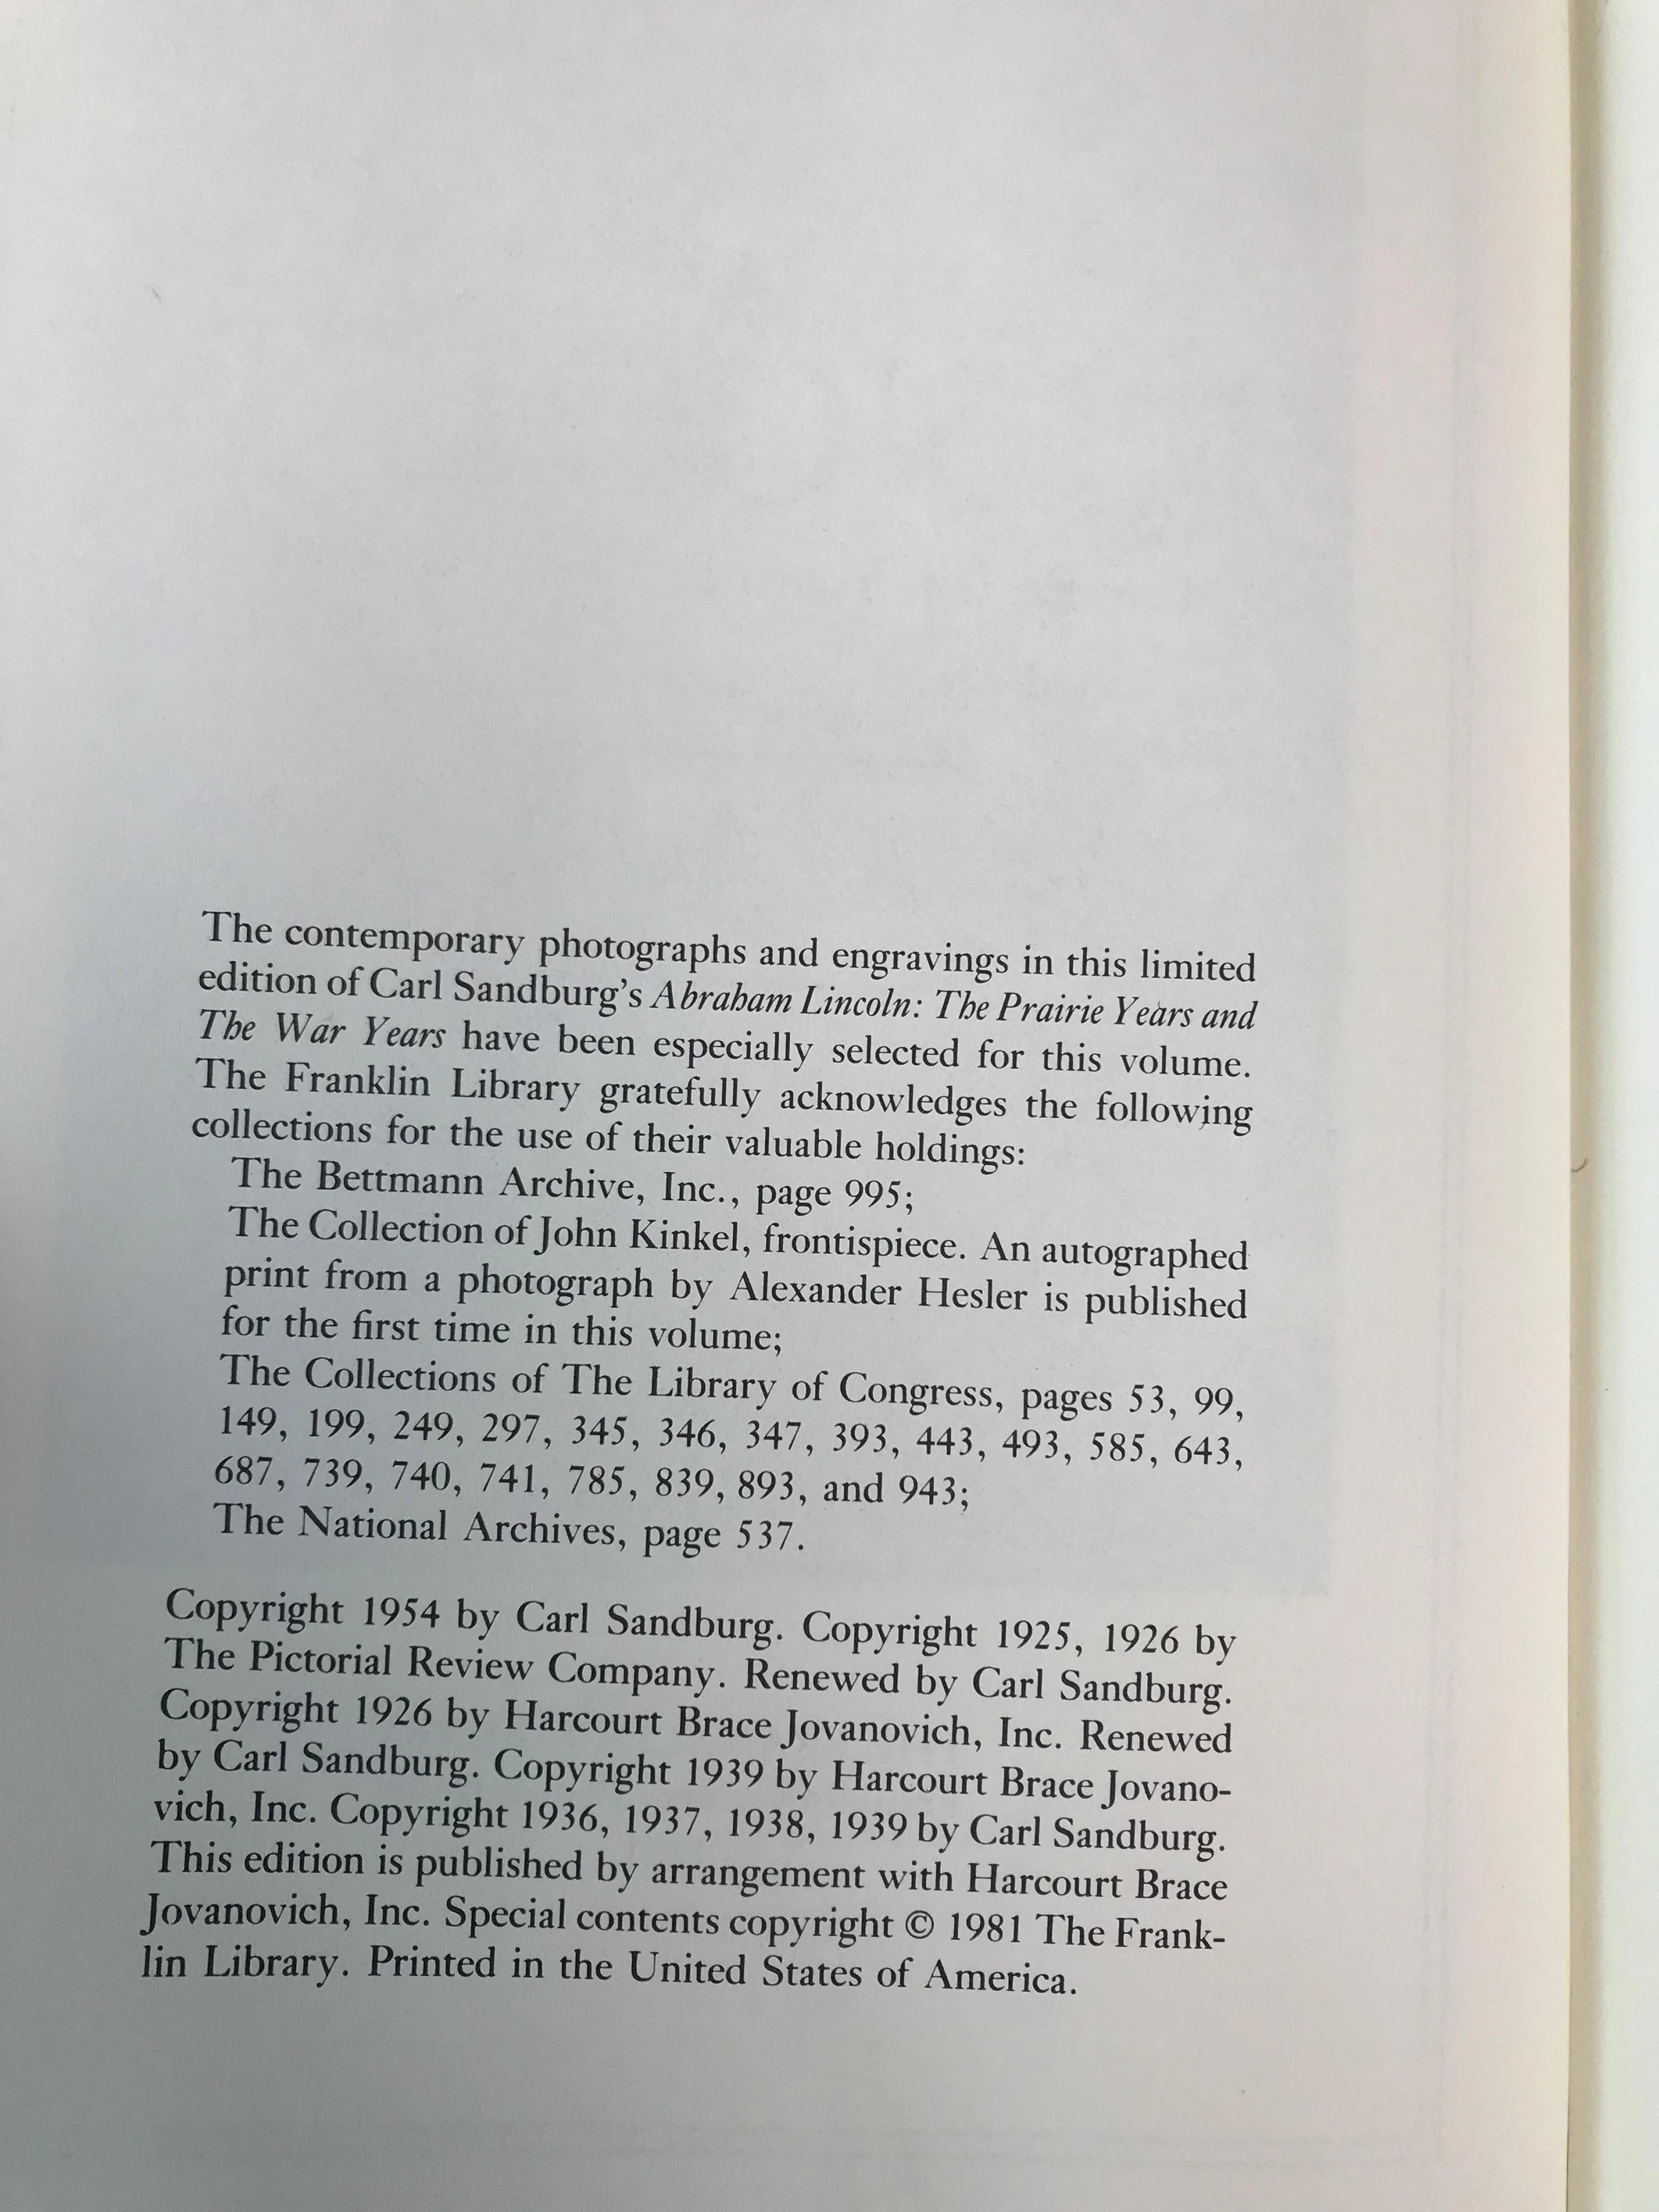 The contemporary photographs and engravings in this limited
edition of Carl Sandburg's Abraham Lincoln: The Prairie Years and
The War Years have been especially selected for this volume.
The Franklin Library gratefully acknowledges the following
collections for the use of their valuable holdings:
The Bettmann Archive, Inc., page 995;
The Collection of John Kinkel, frontispiece. An autographed
print from a photograph by Alexander Hesler is published
for the first time in this volume;
The Collections of The Library of Congress, pages 53, 99,
149, 199, 249, 297, 345, 346, 347, 393, 443, 493, 585, 643,
687, 739, 740, 741, 785, 839, 893, and 943;
The National Archives, page 537.
Copyright 1954 by Carl Sandburg. Copyright 1925, 1926 by
The Pictorial Review Company. Renewed by Carl Sandburg.
Copyright 1926 by Harcourt Brace Jovanovich, Inc. Renewed
by Carl Sandburg. Copyright 1939 by Harcourt Brace Jovano-
vich, Inc. Copyright 1936, 1937, 1938, 1939 by Carl Sandburg.
This edition is published by arrangement with Harcourt Brace
Jovanovich, Inc. Special contents copyright © 1981 The Frank-
lin Library. Printed in the United States of America.